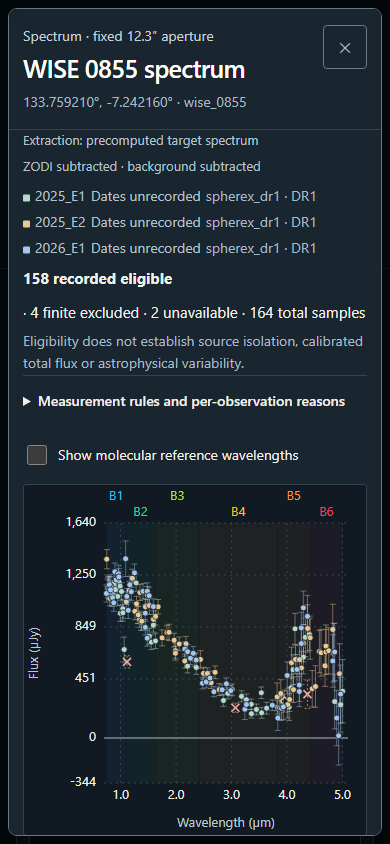 Spectrum · fixed 12.3″ aperture
WISE 0855 spectrum
133.759210°, -7.242160° · wise_0855
Extraction: precomputed target spectrum
ZODI subtracted · background subtracted
2025_E1 Dates unrecorded spherex_dr1 · DR1
2025_E2 Dates unrecorded spherex_dr1 · DR1
2026_E1 Dates unrecorded spherex_dr1 · DR1
158 recorded eligible
· 4 finite excluded · 2 unavailable · 164 total samples
Eligibility does not establish source isolation, calibrated
total flux or astrophysical variability.
Measurement rules and per-observation reasons
Show molecular reference wavelengths
B1 B3 B5
B2 B4 B6
1,640
1,250
849
451
0
-344
Flux (μJy)
1.0 2.0 3.0 4.0 5.0
Wavelength (μm)